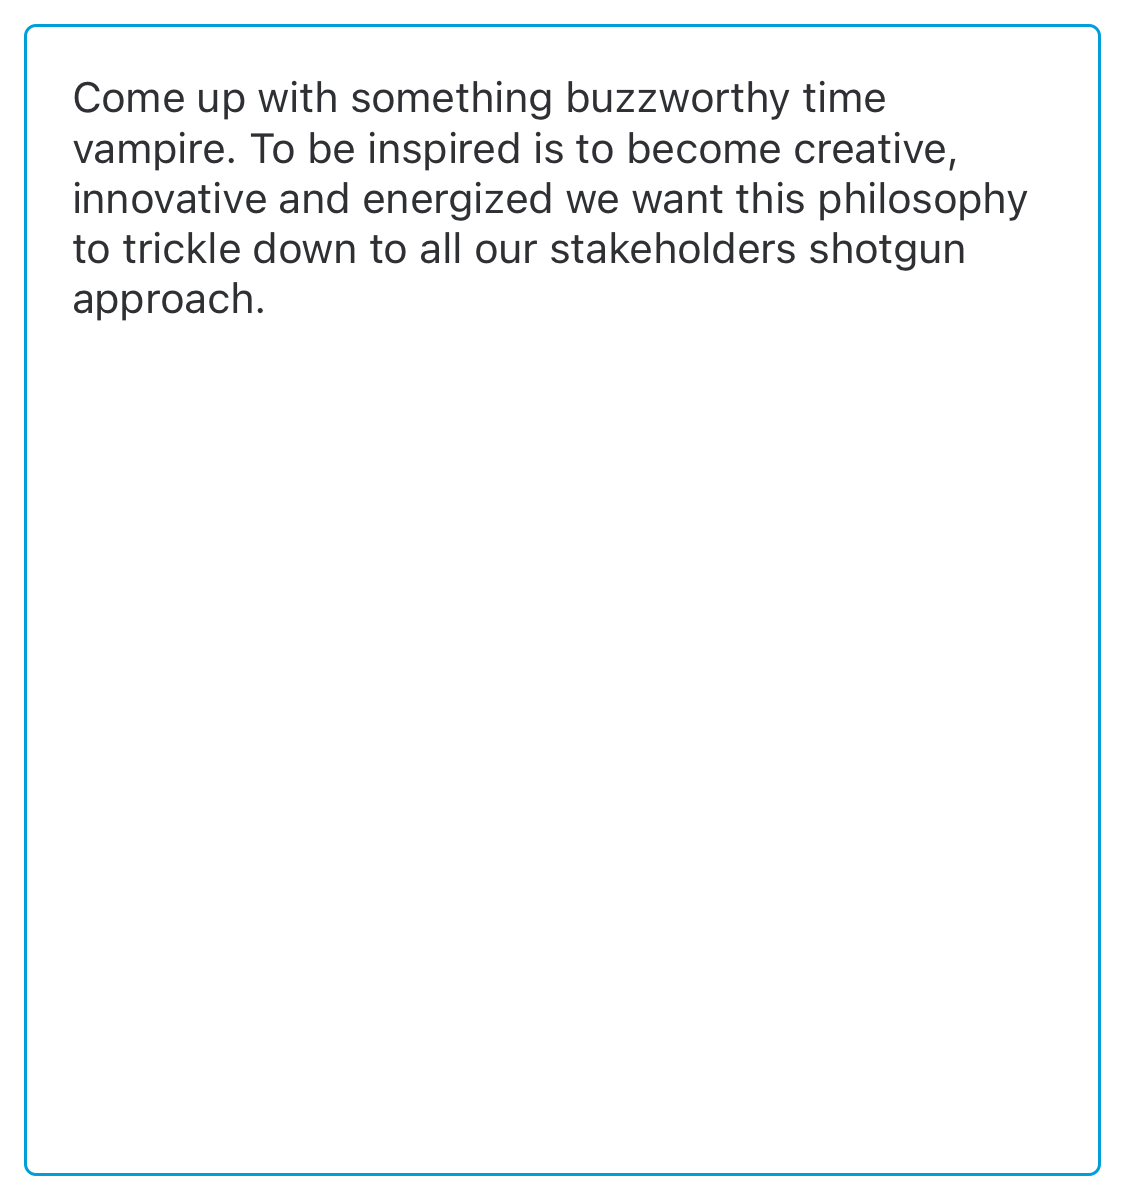 Come up with something buzzworthy time
vampire. To be inspired is to become creative,
innovative and energized we want this philosophy
to trickle down to all our stakeholders shotgun
approach.